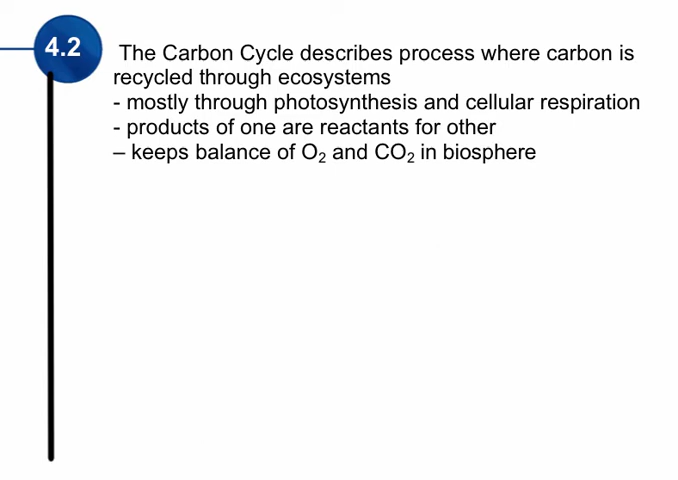 4.2
The Carbon Cycle describes process where carbon is
recycled through ecosystems
- mostly through photosynthesis and cellular respiration
- products of one are reactants for other
– keeps balance of O₂ and CO₂ in biosphere